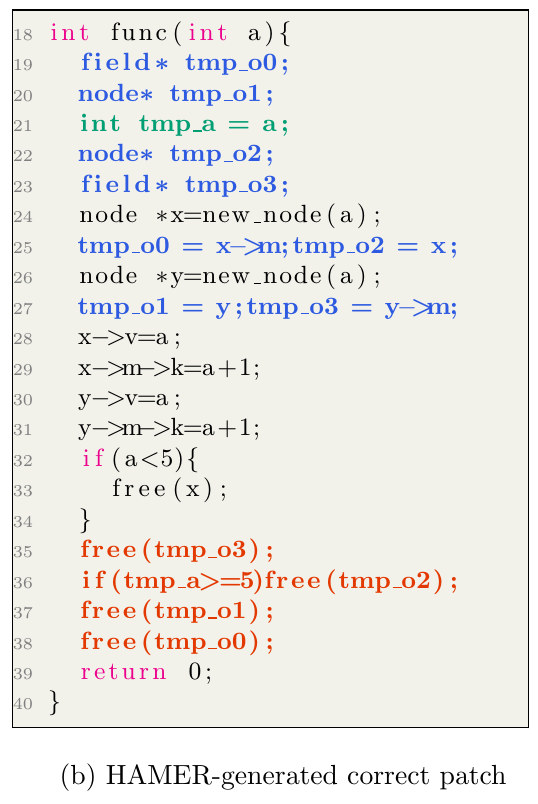 18 int func(int a){
19 field* tmp_o0;
20 node* tmp_o1;
21 int tmp_a = a;
22 node* tmp_o2;
23 field* tmp_o3;
24 node *x=new_node(a);
25 tmp_o0 = x->m;tmp_o2 = x;
26 node *y=new_node(a);
27 tmp_o1 = y;tmp_o3 = y->m;
28 x->v=a;
29 x->m->k=a+1;
30 y->v=a;
31 y->m->k=a+1;
32 if(a<5){
33 free(x);
34 }
35 free(tmp_o3);
36 if(tmp_a>=5)free(tmp_o2);
37 free(tmp_o1);
38 free(tmp_o0);
39 return 0;
40 }
(b) HAMER-generated correct patch